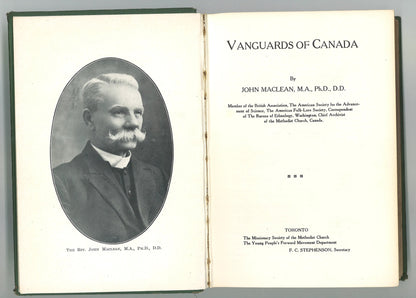 The Rev. John Maclean, M.A., Ph.D., D.D.
Vanguards of Canada
By
JOHN MACLEAN, M.A., Ph.D., D.D.
Member of the British Association, The American Society for the Advance-
ment of Science, The American Folk-Lore Society, Correspondent
of The Bureau of Ethnology, Washington, Chief Archivist
of the Methodist Church, Canada.
TORONTO
The Missionary Society of the Methodist Church
The Young People's Forward Movement Department
F. C. STEPHENSON, Secretary